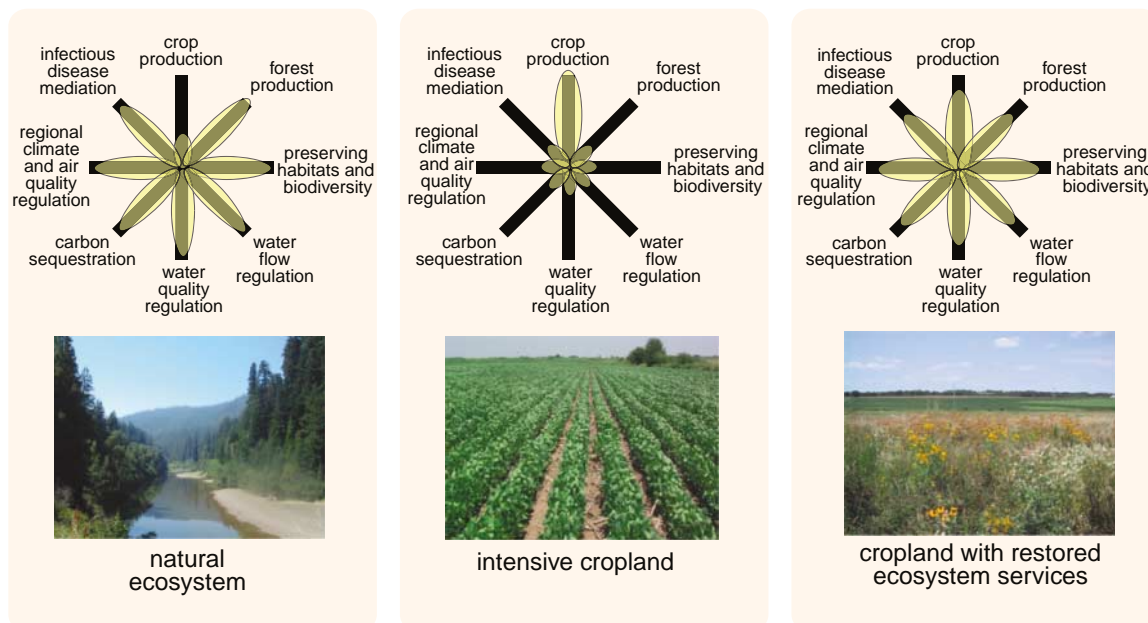 crop
production
forest
production
preserving
habitats and
biodiversity
water
flow
regulation
water
quality
regulation
carbon
sequestration
regional
climate
and air
quality
regulation
infectious
disease
mediation
natural
ecosystem
crop
production
forest
production
preserving
habitats and
biodiversity
water
flow
regulation
water
quality
regulation
carbon
sequestration
regional
climate
and air
quality
regulation
infectious
disease
mediation
intensive cropland
crop
production
forest
production
preserving
habitats and
biodiversity
water
flow
regulation
water
quality
regulation
carbon
sequestration
regional
climate
and air
quality
regulation
infectious
disease
mediation
cropland with restored
ecosystem services